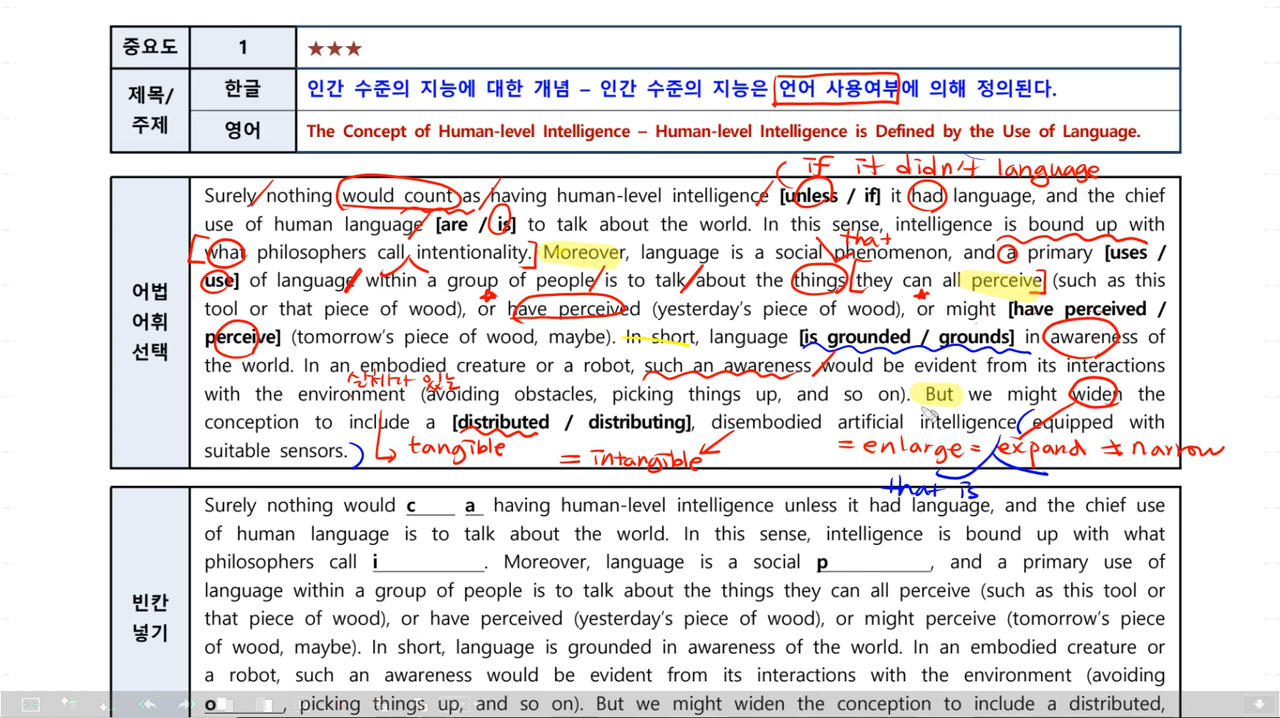 중요도 1 ★★★
제목/
주제
한글 인간 수준의 지능에 대한 개념 – 인간 수준의 지능은 언어 사용여부에 의해 정의된다.
영어 The Concept of Human-level Intelligence – Human-level Intelligence is Defined by the Use of Language.
if it didn't language
어법
어휘
선택
Surely nothing would count as having human-level intelligence [unless / if] it had language, and the chief
use of human language [are / is] to talk about the world. In this sense, intelligence is bound up with
that
what philosophers call intentionality. Moreover, language is a social phenomenon, and a primary [uses /
use] of language within a group of people is to talk about the things they can all perceive (such as this
tool or that piece of wood), or have perceived (yesterday's piece of wood), or might [have perceived /
perceive] (tomorrow's piece of wood, maybe). In short, language [is grounded / grounds] in awareness of
the world. In an embodied creature or a robot, such an awareness would be evident from its interactions
with the environment (avoiding obstacles, picking things up, and so on). But we might widen the
conception to include a [distributed / distributing], disembodied artificial intelligence equipped with
suitable sensors.
tangible
= intangible
= enlarge = expand ↔ narrow
that is
빈칸
넣기
Surely nothing would c____ a__ having human-level intelligence unless it had language, and the chief use
of human language is to talk about the world. In this sense, intelligence is bound up with what
philosophers call i__________. Moreover, language is a social p__________, and a primary use of
language within a group of people is to talk about the things they can all perceive (such as this tool or
that piece of wood), or have perceived (yesterday's piece of wood), or might perceive (tomorrow's piece
of wood, maybe). In short, language is grounded in awareness of the world. In an embodied creature or
a robot, such an awareness would be evident from its interactions with the environment (avoiding
o_______, picking things up, and so on). But we might widen the conception to include a distributed,